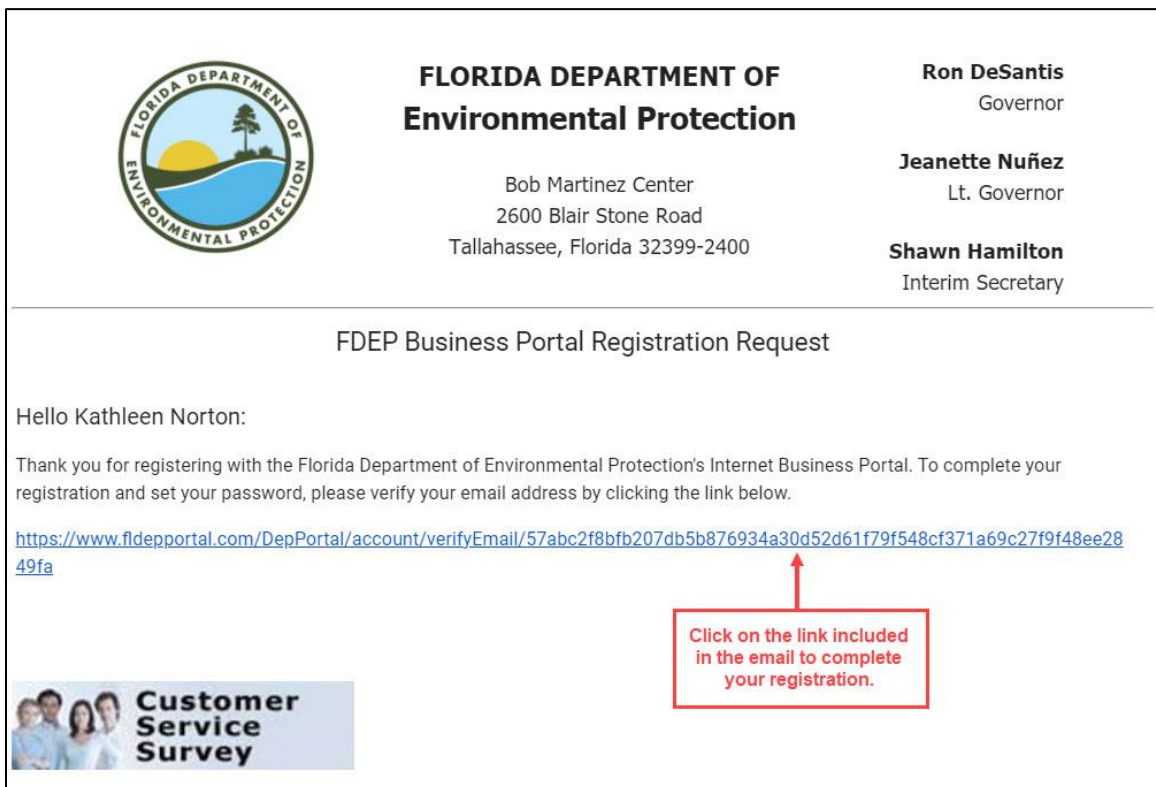 FLORIDA DEPARTMENT OF
ENVIRONMENTAL PROTECTION
FLORIDA DEPARTMENT OF
Environmental Protection
Bob Martinez Center
2600 Blair Stone Road
Tallahassee, Florida 32399-2400
Ron DeSantis
Governor
Jeanette Nuñez
Lt. Governor
Shawn Hamilton
Interim Secretary
FDEP Business Portal Registration Request
Hello Kathleen Norton:
Thank you for registering with the Florida Department of Environmental Protection's Internet Business Portal. To complete your
registration and set your password, please verify your email address by clicking the link below.
https://www.fldepportal.com/DepPortal/account/verifyEmail/57abc2f8bfb207db5b876934a30d52d61f79f548cf371a69c27f9f48ee28
49fa
Click on the link included
in the email to complete
your registration.
Customer
Service
Survey